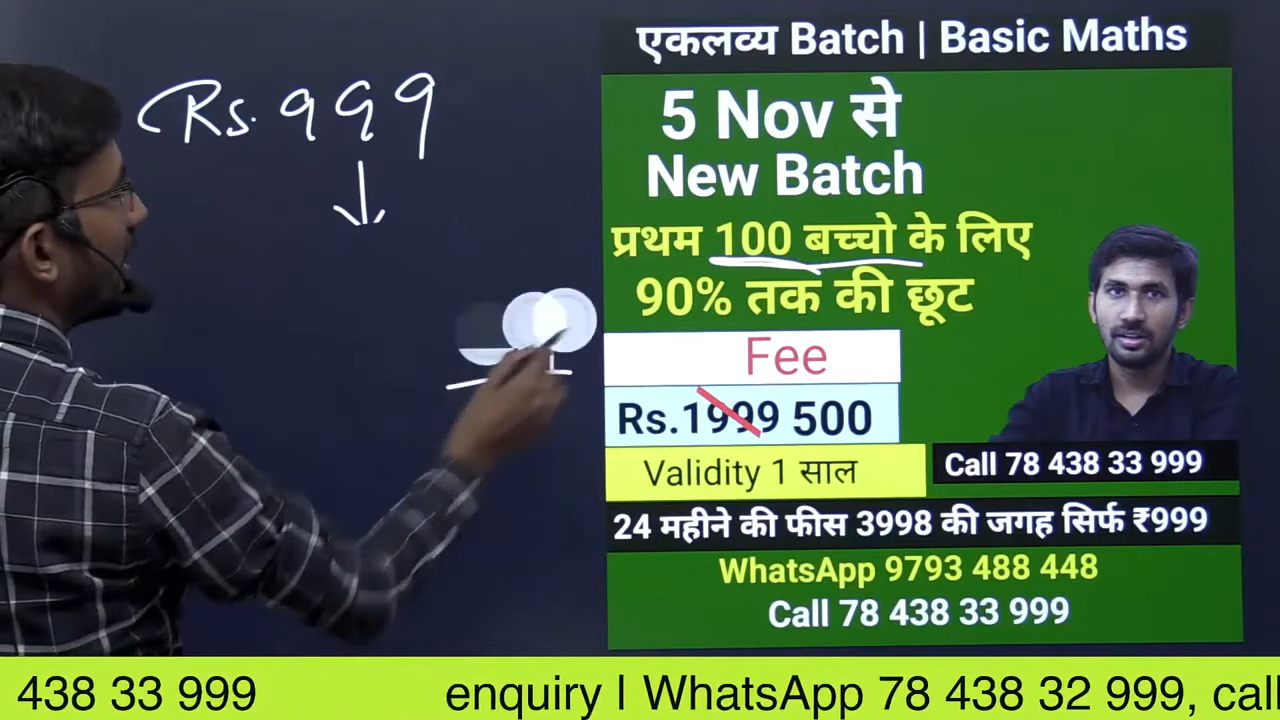 Rs. 999
एकलव्य Batch | Basic Maths
5 Nov से
New Batch
प्रथम 100 बच्चो के लिए
90% तक की छूट
Fee
Rs.1999 500
Validity 1 साल
Call 78 438 33 999
24 महीने की फीस 3998 की जगह सिर्फ ₹999
WhatsApp 9793 488 448
Call 78 438 33 999
438 33 999 enquiry l WhatsApp 78 438 32 999, call